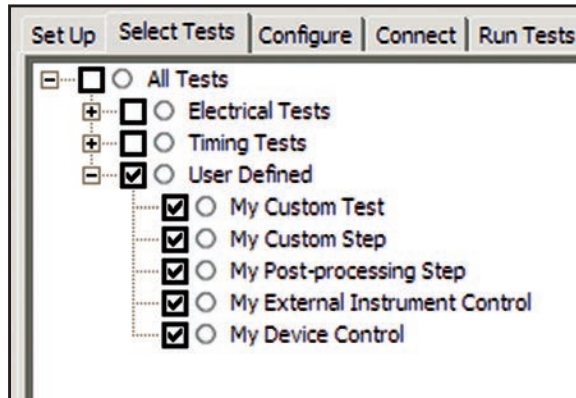 Set Up Select Tests Configure Connect Run Tests
All Tests
Electrical Tests
Timing Tests
User Defined
My Custom Test
My Custom Step
My Post-processing Step
My External Instrument Control
My Device Control